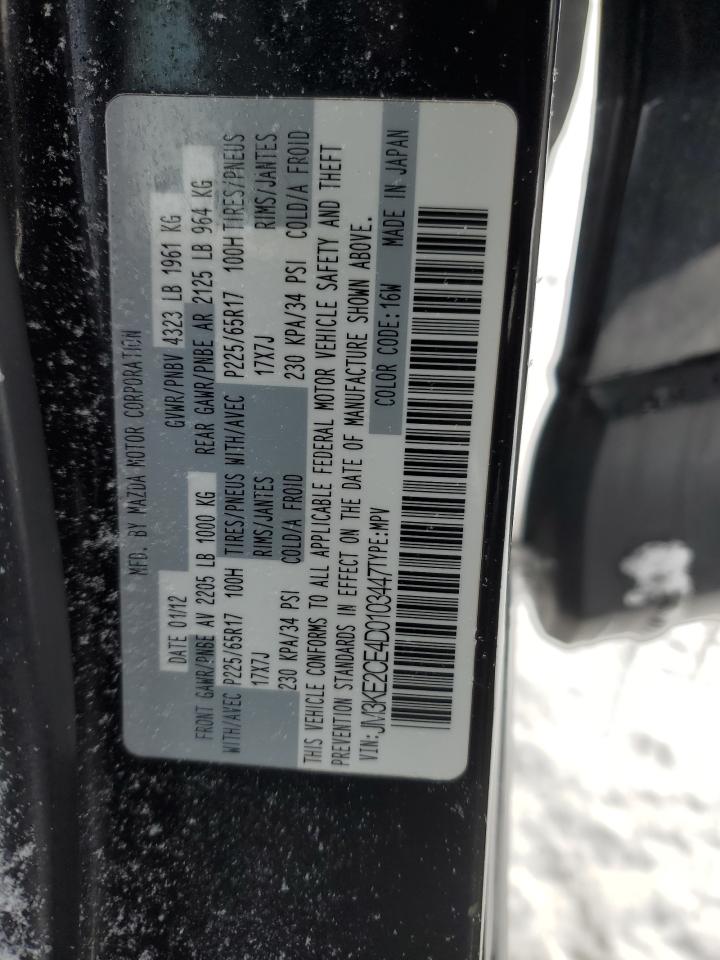 MFD. BY MAZDA MOTOR CORPORATION
DATE 01/12 GVWR/PNBV 4323 LB 1961 KG
FRONT GAWR/PNBE AV 2205 LB 1000 KG REAR GAWR/PNBE AR 2125 LB 964 KG
WITH/AVEC P225/65R17 100H TIRES/PNEUS WITH/AVEC P225/65R17 100H TIRES/PNEUS
17X7J RIMS/JANTES 17X7J RIMS/JANTES
230 KPA/34 PSI COLD/A FROID 230 KPA/34 PSI COLD/A FROID
THIS VEHICLE CONFORMS TO ALL APPLICABLE FEDERAL MOTOR VEHICLE SAFETY AND THEFT
PREVENTION STANDARDS IN EFFECT ON THE DATE OF MANUFACTURE SHOWN ABOVE.
VIN:JM3KE2CE4D0103447 TYPE:MPV COLOR CODE:16W MADE IN JAPAN